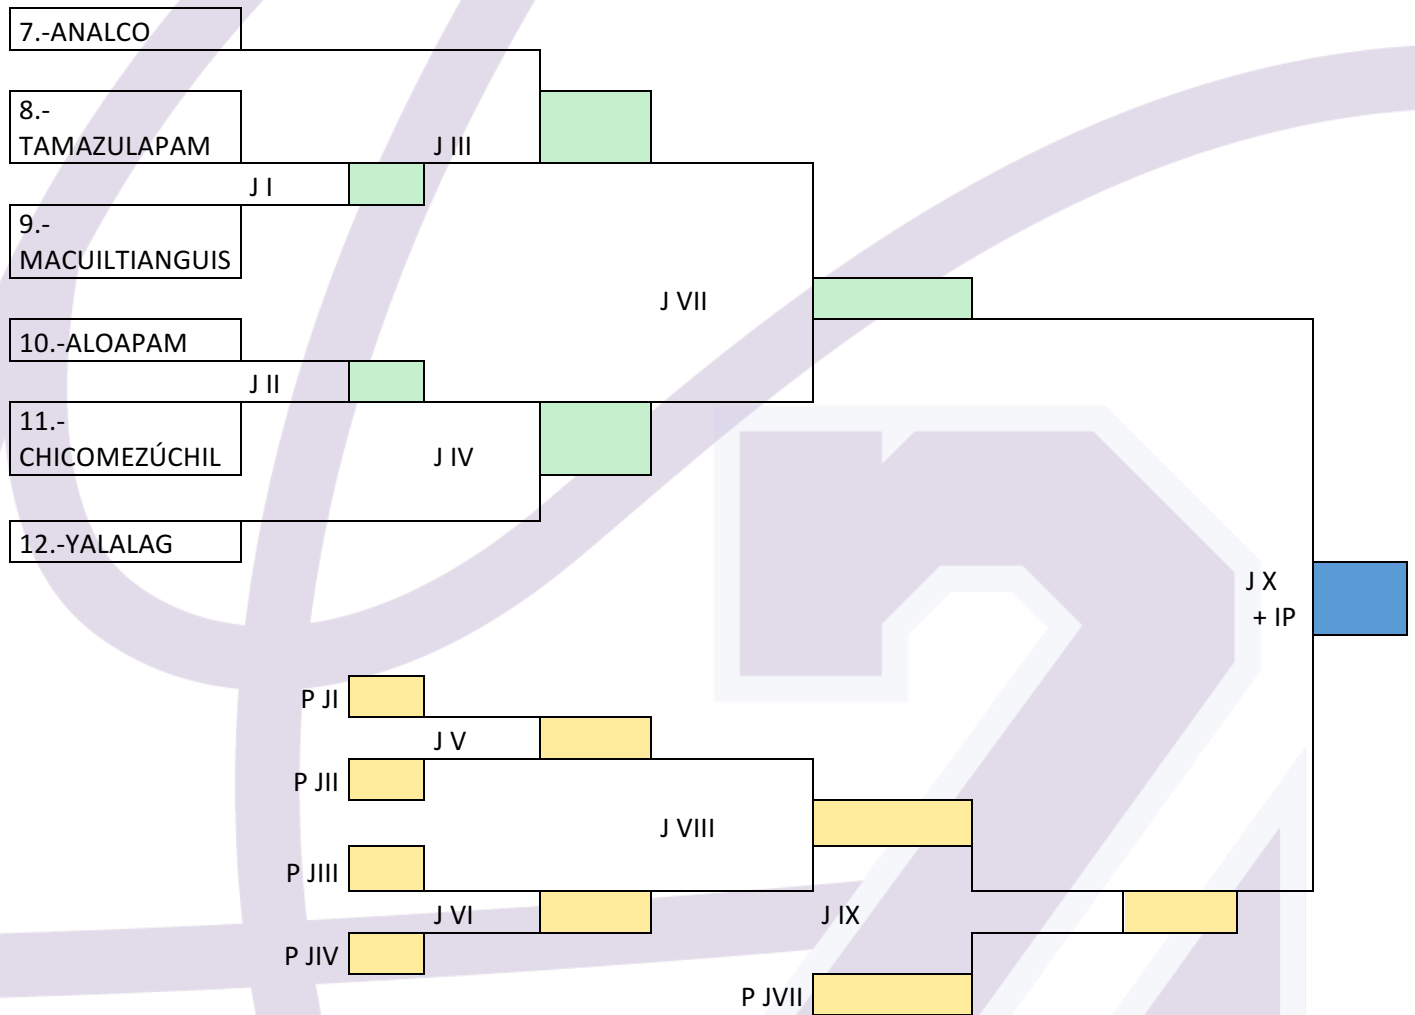 7.-ANALCO
8.-
TAMAZULAPAM
J III
J I
9.-
MACUILTIANGUIS
J VII
10.-ALOAPAM
J II
11.-
CHICOMEZÚCHIL
J IV
12.-YALALAG
J X
+ IP
P JI
J V
P JII
J VIII
P JIII
J VI
J IX
P JIV
P JVII